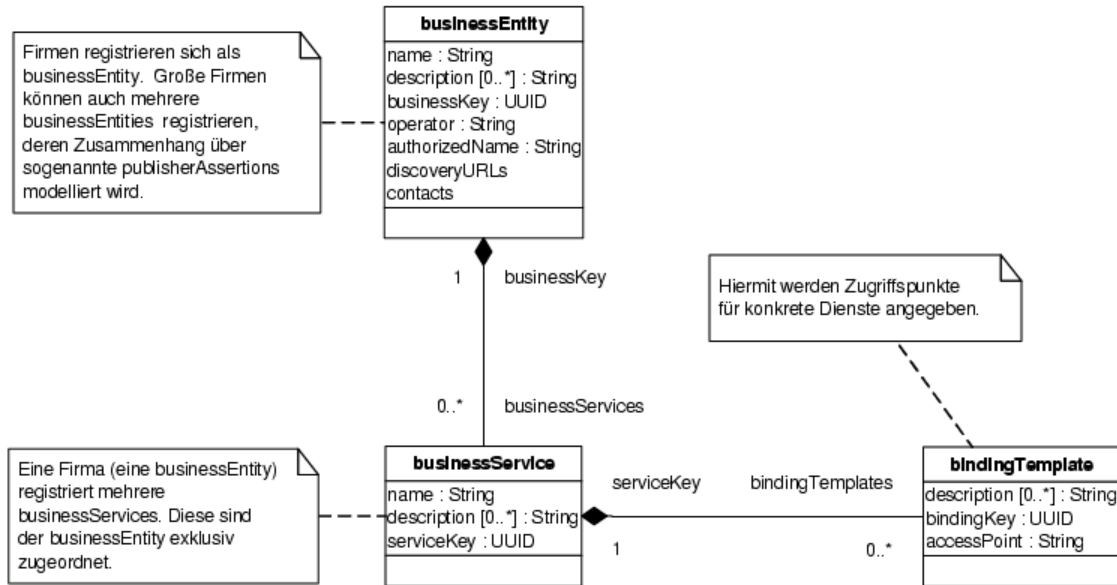 businessEntity
name : String
description [0..*] : String
businessKey : UUID
operator : String
authorizedName : String
discoveryURLs
contacts
Firmen registrieren sich als
businessEntity. Große Firmen
können auch mehrere
businessEntities registrieren,
deren Zusammenhang über
sogenannte publisherAssertions
modelliert wird.
1 businessKey
Hiermit werden Zugriffspunkte
für konkrete Dienste angegeben.
0..* businessServices
Eine Firma (eine businessEntity)
registriert mehrere
businessServices. Diese sind
der businessEntity exklusiv
zugeordnet.
businessService
name : String
description [0..*] : String
serviceKey : UUID
serviceKey bindingTemplates
1 0..*
bindingTemplate
description [0..*] : String
bindingKey : UUID
accessPoint : String